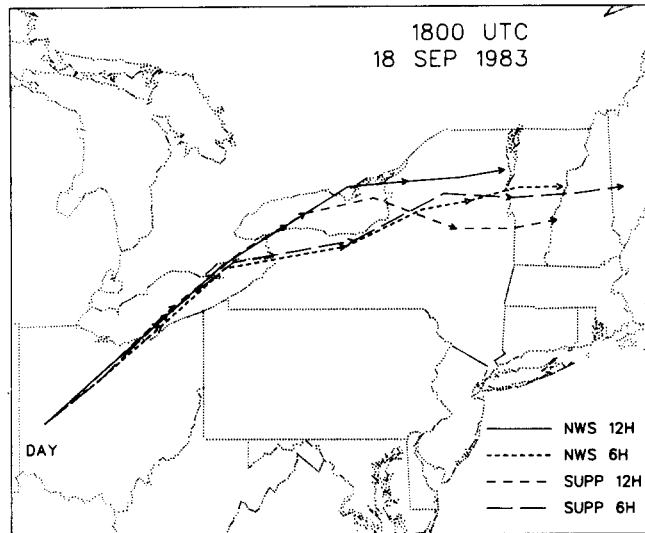 1800 UTC
18 SEP 1983
DAY
NWS 12H
NWS 6H
SUPP 12H
SUPP 6H